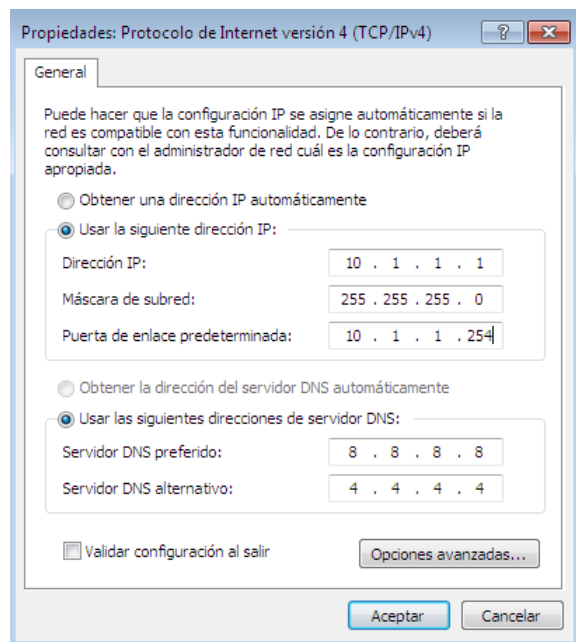 Propiedades: Protocolo de Internet versión 4 (TCP/IPv4)
General
Puede hacer que la configuración IP se asigne automáticamente si la
red es compatible con esta funcionalidad. De lo contrario, deberá
consultar con el administrador de red cuál es la configuración IP
apropiada.
Obtener una dirección IP automáticamente
Usar la siguiente dirección IP:
Dirección IP: 10 . 1 . 1 . 1
Máscara de subred: 255 . 255 . 255 . 0
Puerta de enlace predeterminada: 10 . 1 . 1 . 254
Obtener la dirección del servidor DNS automáticamente
Usar las siguientes direcciones de servidor DNS:
Servidor DNS preferido: 8 . 8 . 8 . 8
Servidor DNS alternativo: 4 . 4 . 4 . 4
Validar configuración al salir Opciones avanzadas...
Aceptar Cancelar